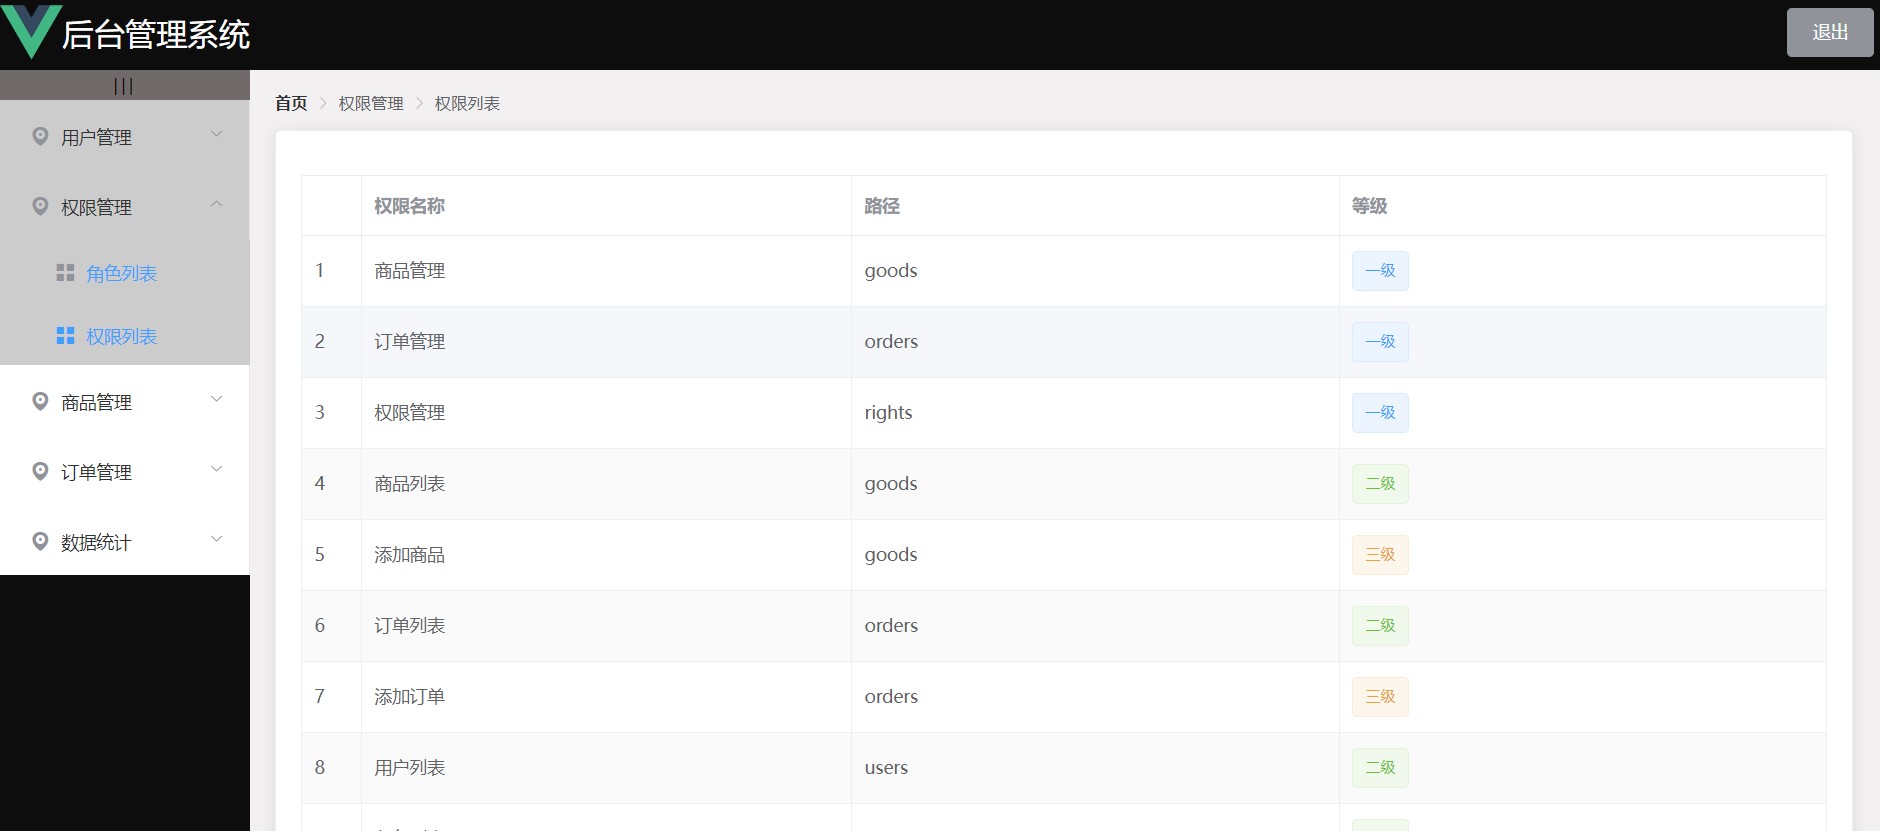 后台管理系统
退出
|||
首页 > 权限管理 > 权限列表
用户管理
权限管理
角色列表
权限列表
商品管理
订单管理
数据统计
权限名称 路径 等级
1 商品管理 goods 一级
2 订单管理 orders 一级
3 权限管理 rights 一级
4 商品列表 goods 二级
5 添加商品 goods 三级
6 订单列表 orders 二级
7 添加订单 orders 三级
8 用户列表 users 二级